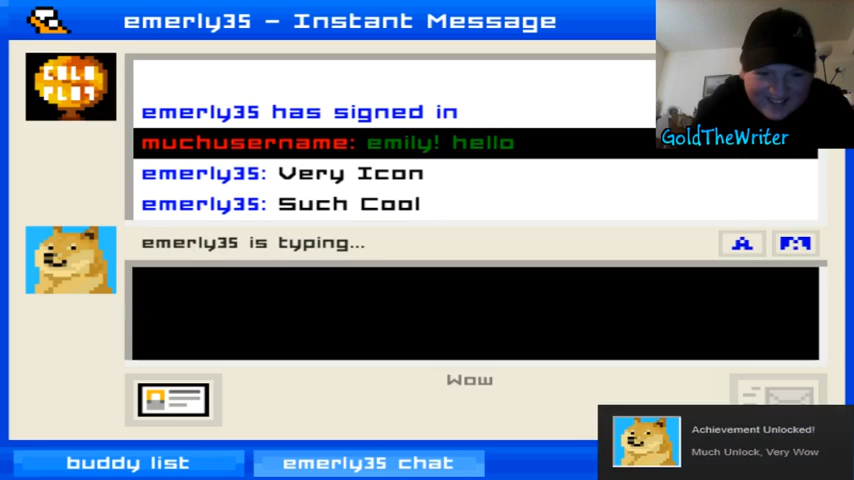 emerly35 - Instant Message
COLD
PLAY
emerly35 has signed in
muchusername: emily! hello
GoldTheWriter
emerly35: Very Icon
emerly35: Such Cool
emerly35 is typing...
A
Wow
Achievement Unlocked!
Much Unlock, Very Wow
buddy list
emerly35 chat